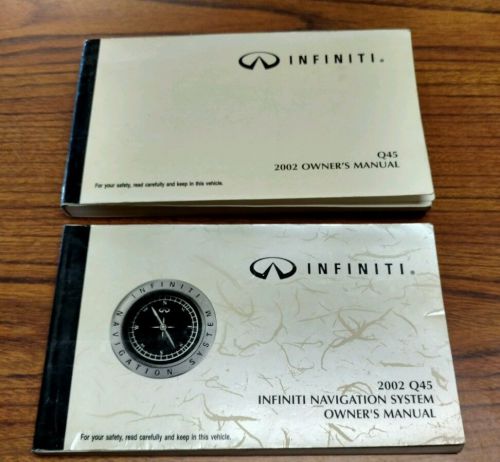 INFINITI®
Q45
2002 OWNER'S MANUAL
For your safety, read carefully and keep in this vehicle.
INFINITI®
INFINITI
NAVIGATION SYSTEM
N
2002 Q45
INFINITI NAVIGATION SYSTEM
OWNER'S MANUAL
For your safety, read carefully and keep in this vehicle.